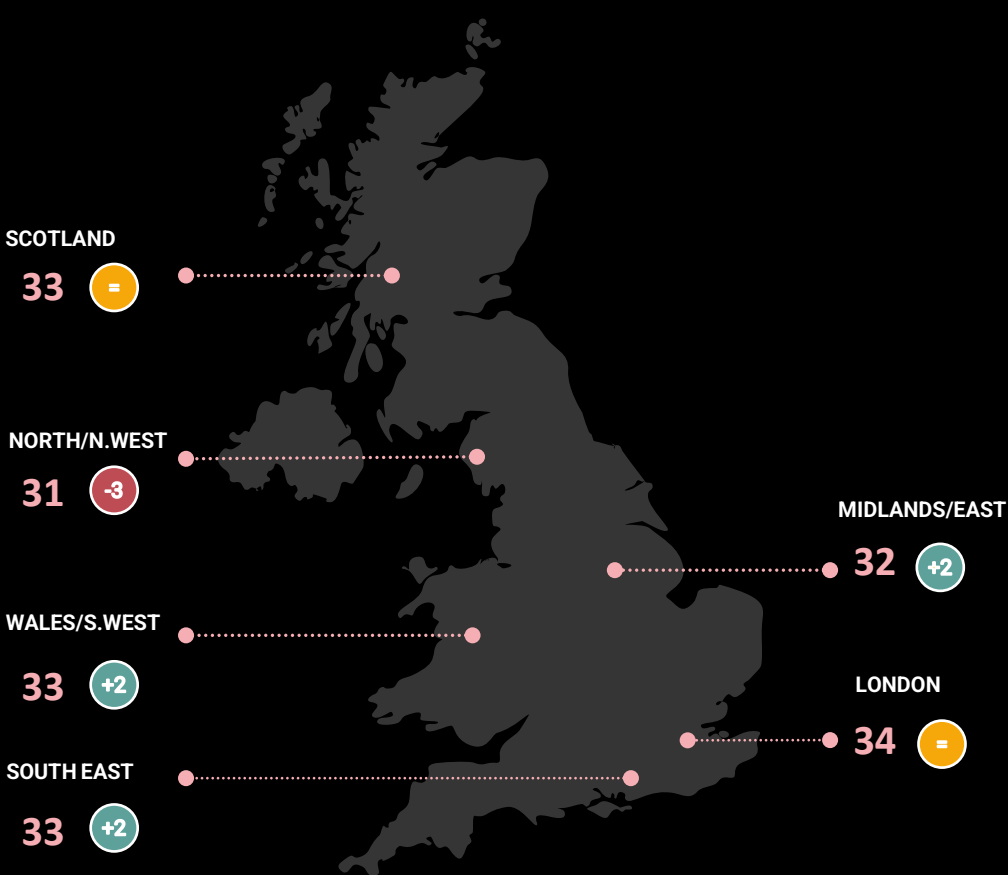 SCOTLAND
33 =
NORTH/N.WEST
31 -3
WALES/S.WEST
33 +2
SOUTH EAST
33 +2
MIDLANDS/EAST
32 +2
LONDON
34 =